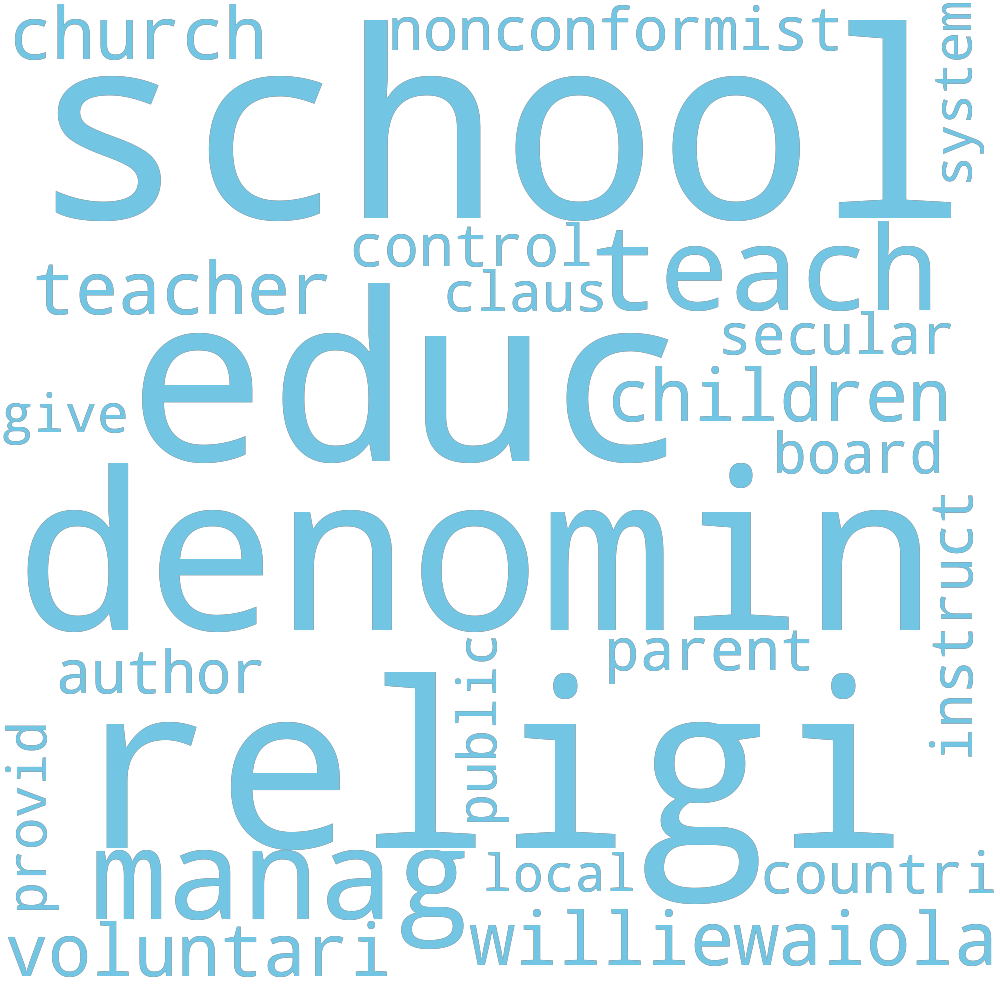 church
nonconformist
system
school
control
teach
teacher
claus
secular
educ
children
give
board
denomin
instruct
parent
author
public
religi
provid
manag
local
countri
voluntari
williewaiola